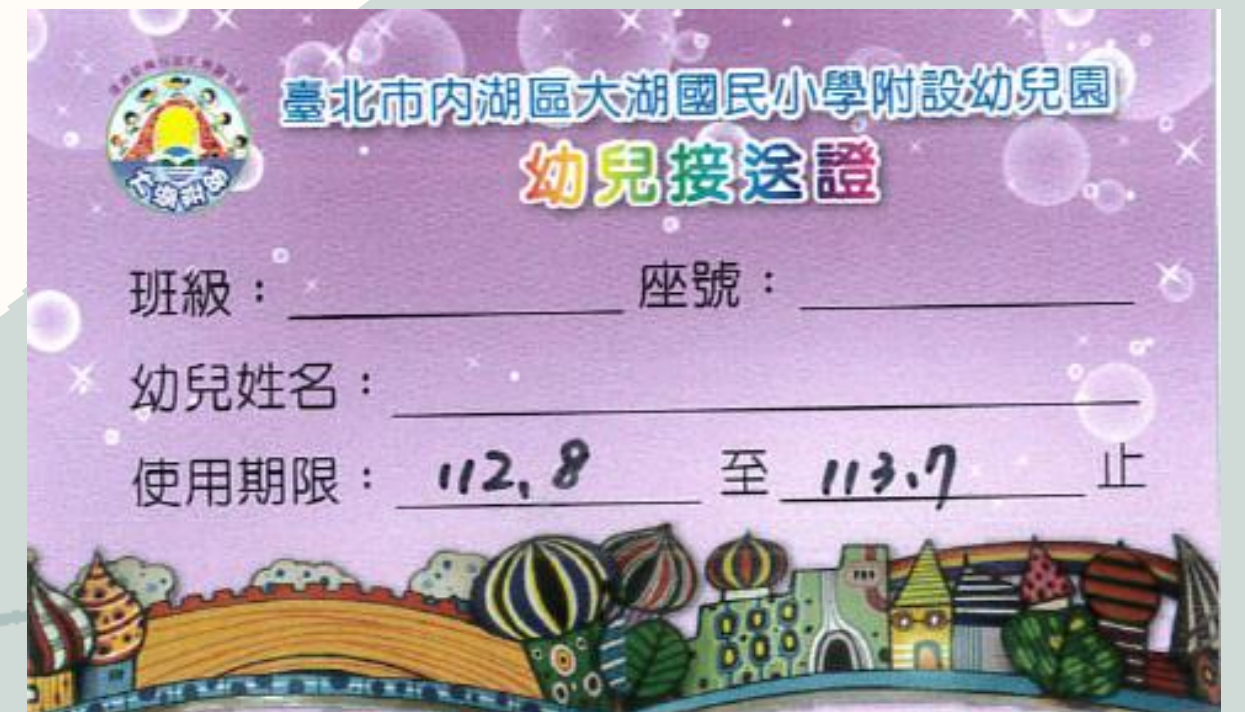 臺北市內湖區大湖國民小學附設幼兒園
幼兒接送證
班級： 座號：
幼兒姓名：
使用期限： 112.8 至 113.7 止